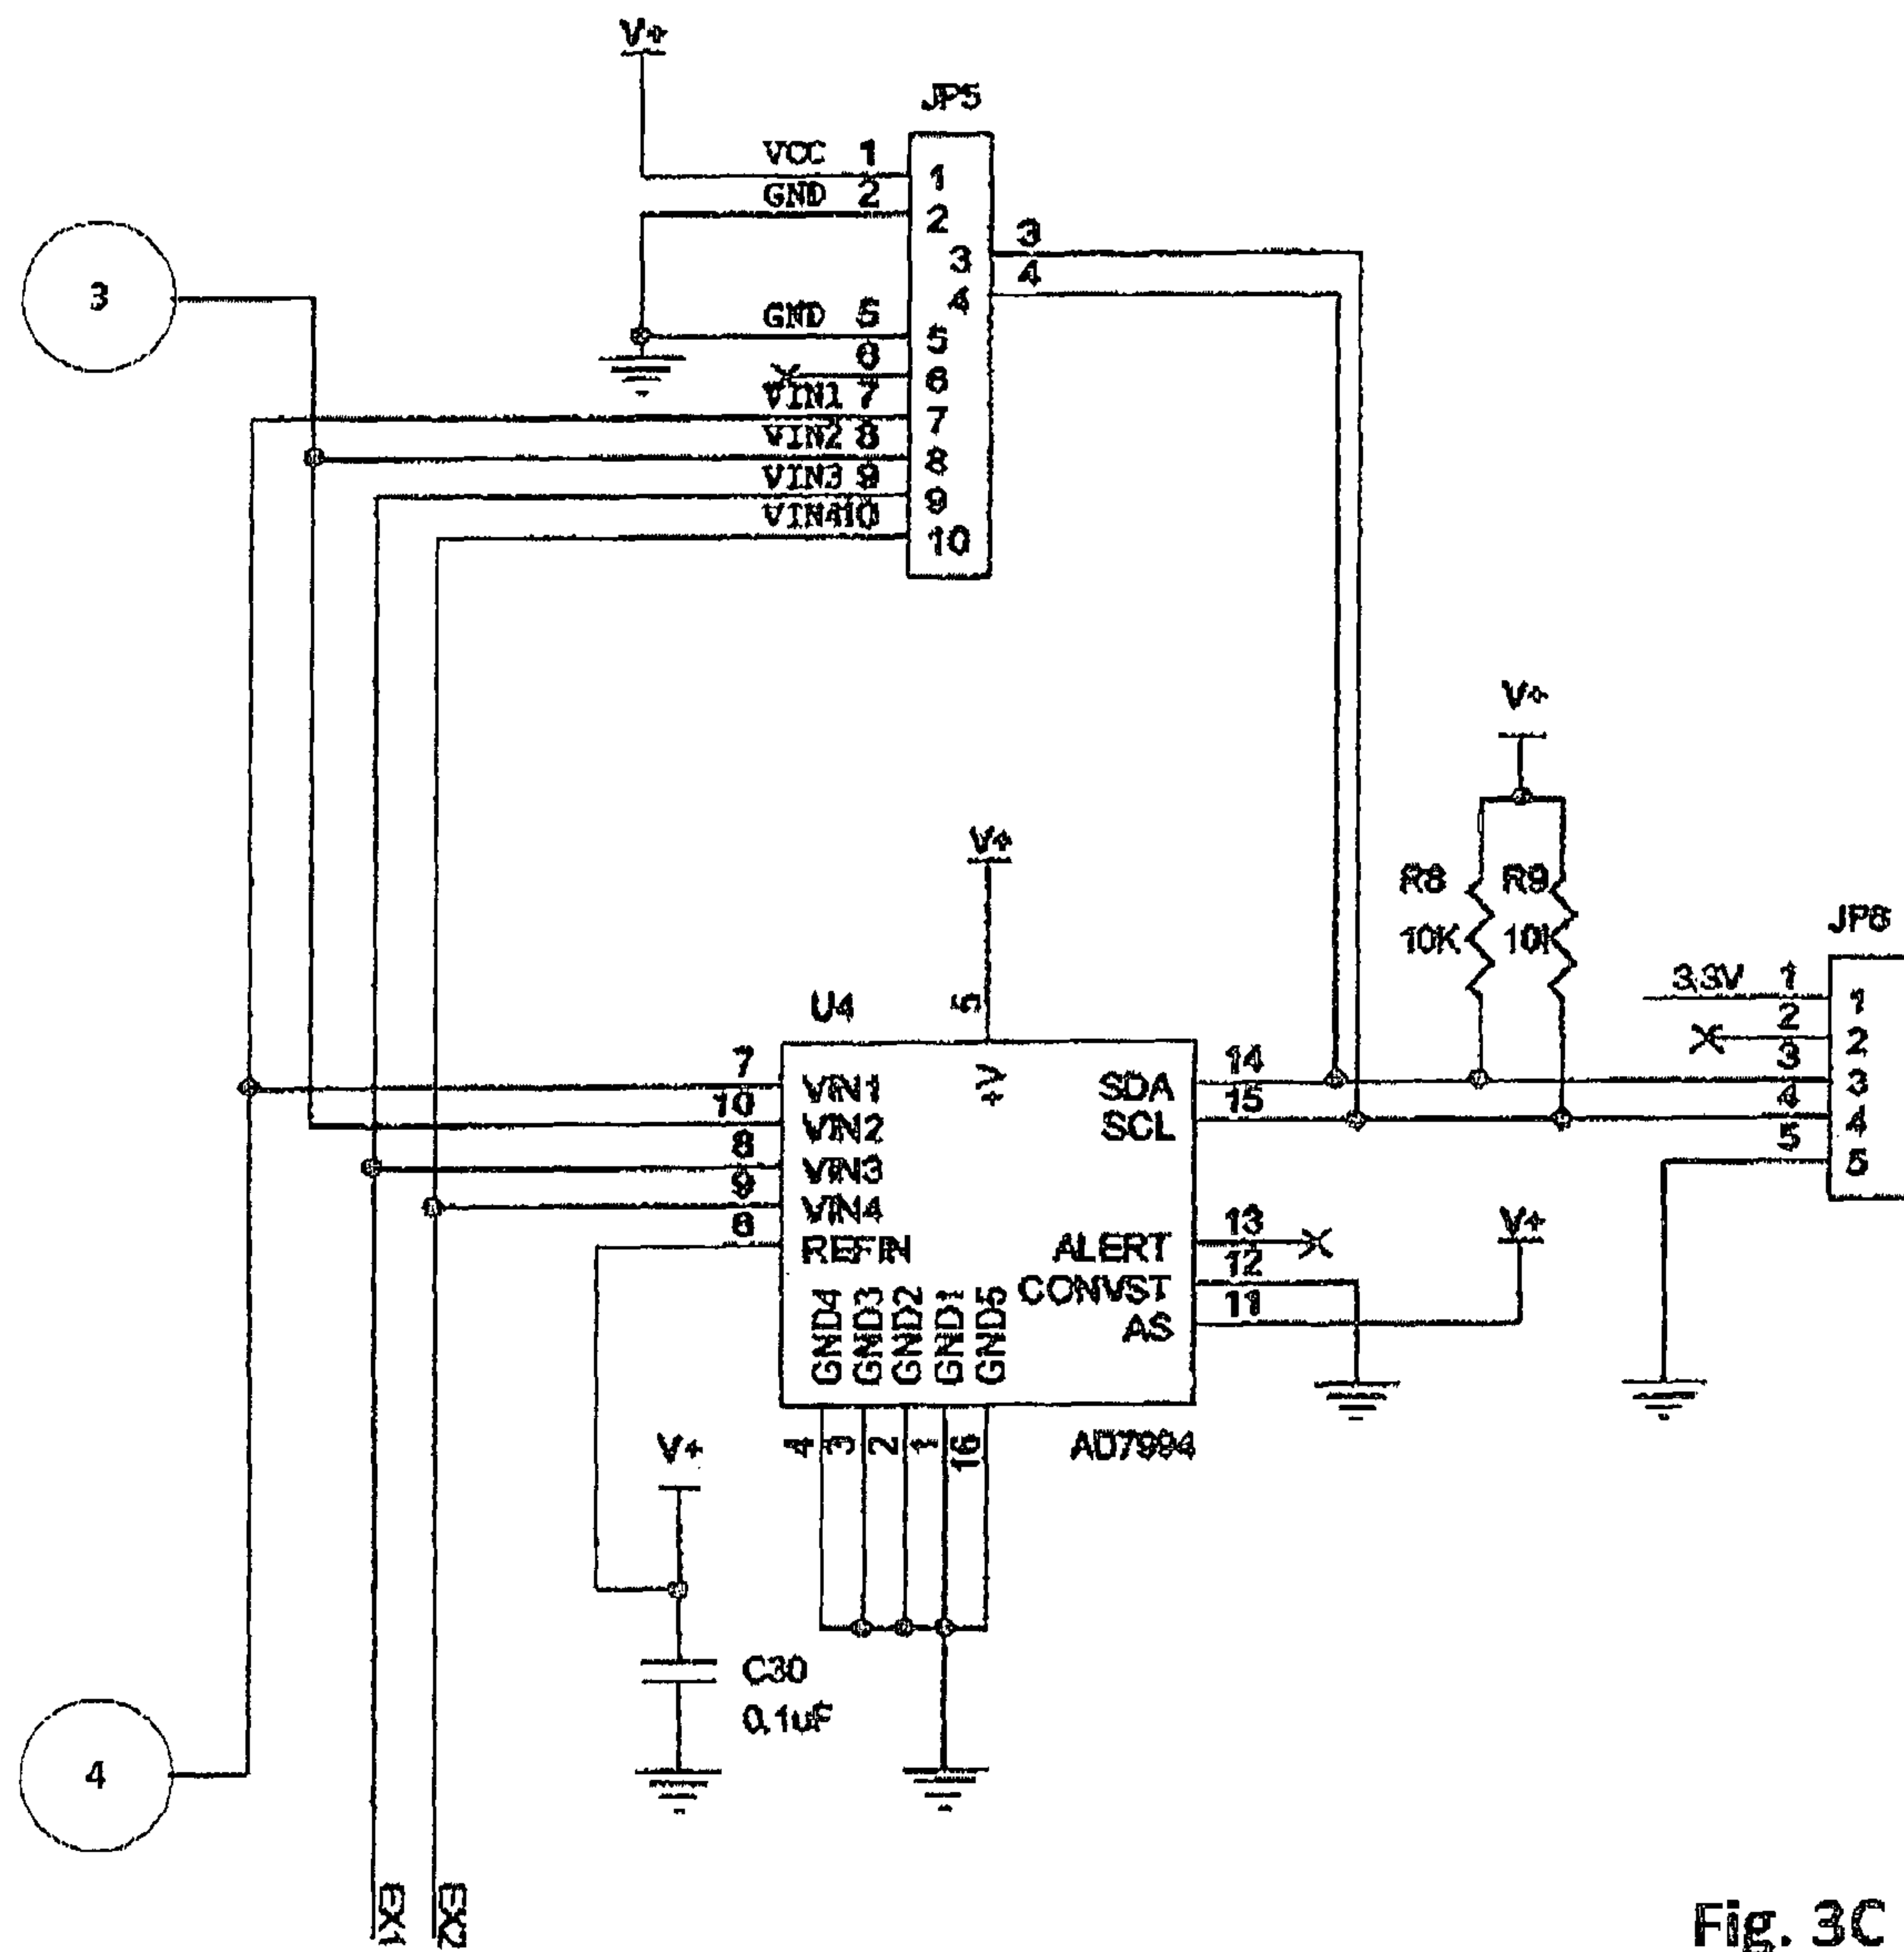 V+
JP5
VCC 1
1
GND 2
2
3
3
4
4
3
GND 5
5
6
6
VIN1 7
7
VIN2 8
8
VIN3 9
9
VIN4 10
10
V+
V+
R8
R9
10K
10K
JP6
3.3V 1
1
2
2
3
3
4
4
5
5
U4
5
+V
7
VIN1
10
VIN2
8
VIN3
9
VIN4
6
REFIN
14
SDA
15
SCL
13
ALERT
12
CONVST
11
AS
V+
GND4
GND3
GND2
GND1
GND5
4
3
2
1
16
AD7994
V+
C30
0.1uF
4
EX1
EX2
Fig. 3C